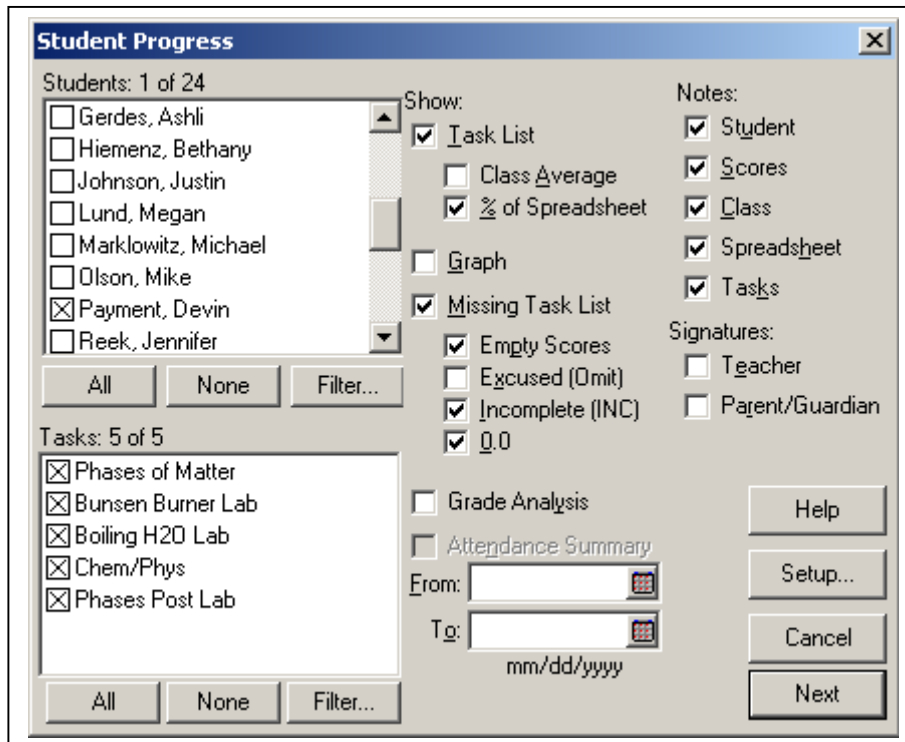 Student Progress
Students: 1 of 24
Gerdes, Ashli
Hiemenz, Bethany
Johnson, Justin
Lund, Megan
Marklowitz, Michael
Olson, Mike
Payment, Devin
Reek, Jennifer
All
None
Filter...
Tasks: 5 of 5
Phases of Matter
Bunsen Burner Lab
Boiling H2O Lab
Chem/Phys
Phases Post Lab
All
None
Filter...
Show:
Task List
Class Average
% of Spreadsheet
Graph
Missing Task List
Empty Scores
Excused (Omit)
Incomplete (INC)
0.0
Grade Analysis
Attendance Summary
From:
To:
mm/dd/yyyy
Notes:
Student
Scores
Class
Spreadsheet
Tasks
Signatures:
Teacher
Parent/Guardian
Help
Setup...
Cancel
Next